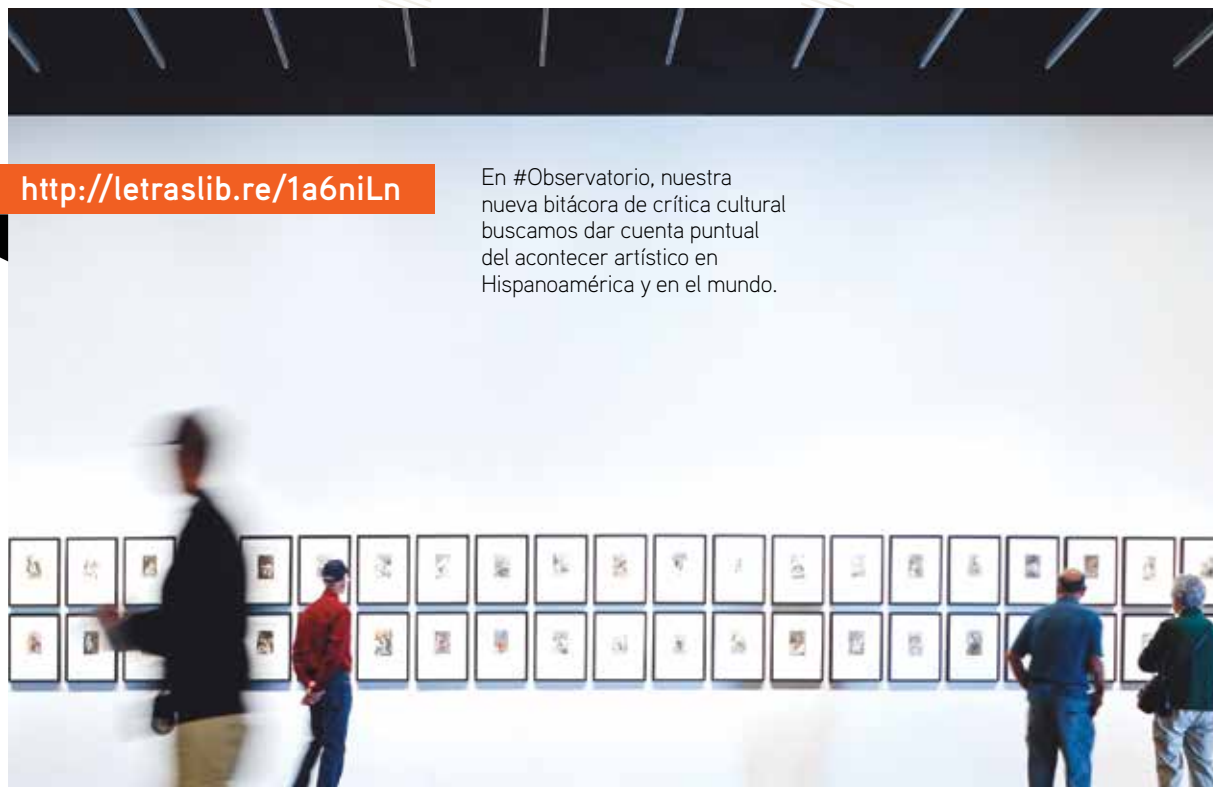 http://letraslib.re/1a6niLn
En #Observatorio, nuestra
nueva bitácora de crítica cultural
buscamos dar cuenta puntual
del acontecer artístico en
Hispanoamérica y en el mundo.